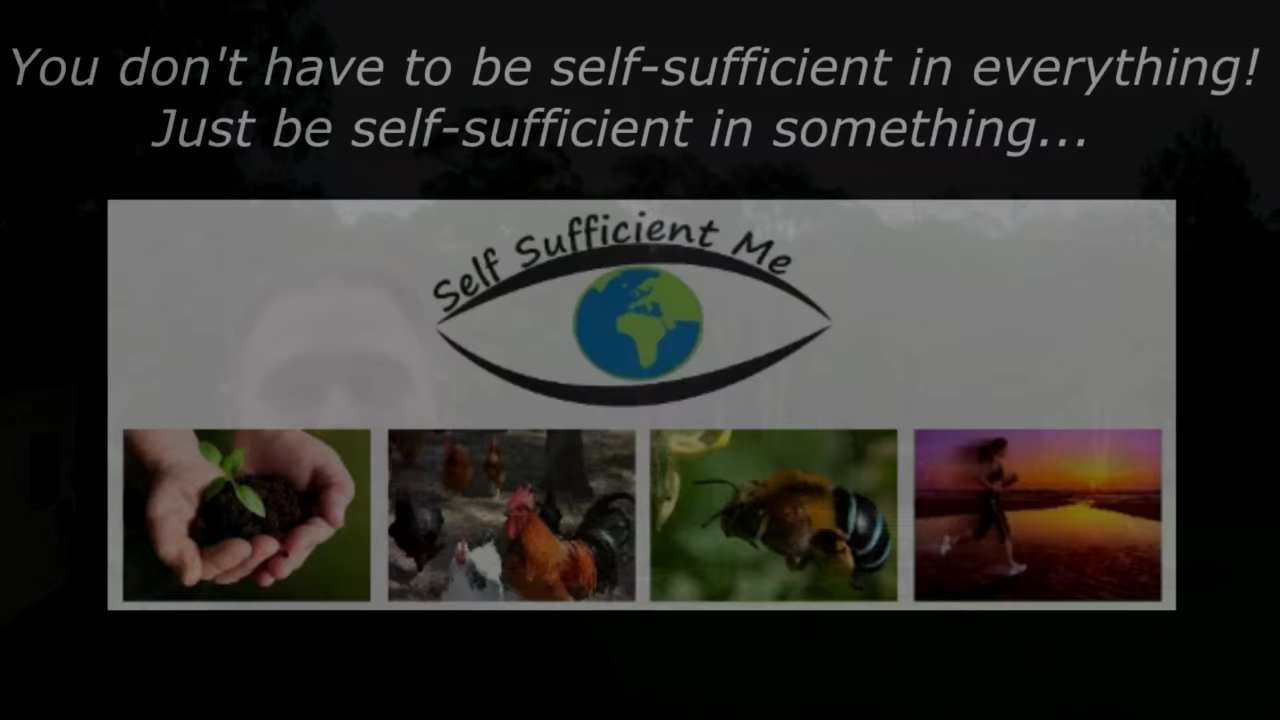 You don't have to be self-sufficient in everything!
Just be self-sufficient in something...
Self Sufficient Me